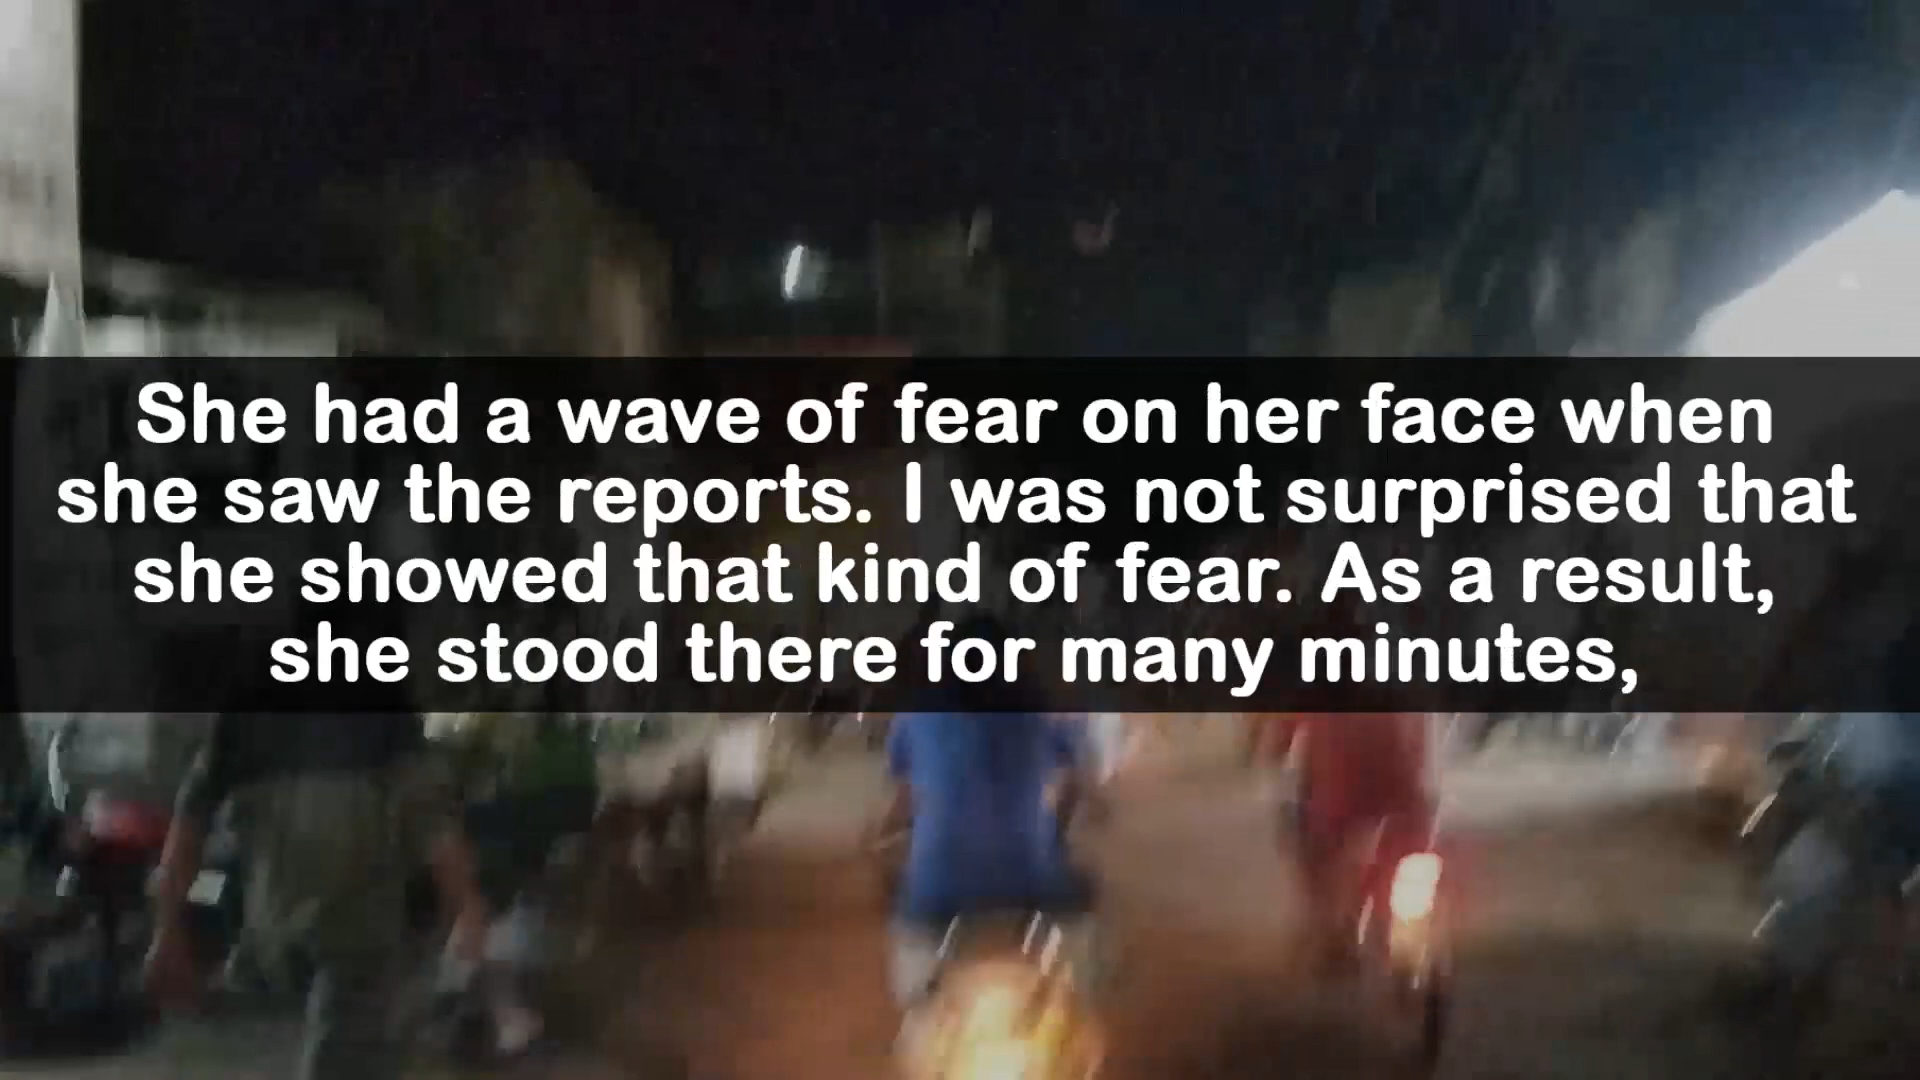 She had a wave of fear on her face when
she saw the reports. I was not surprised that
she showed that kind of fear. As a result,
she stood there for many minutes,